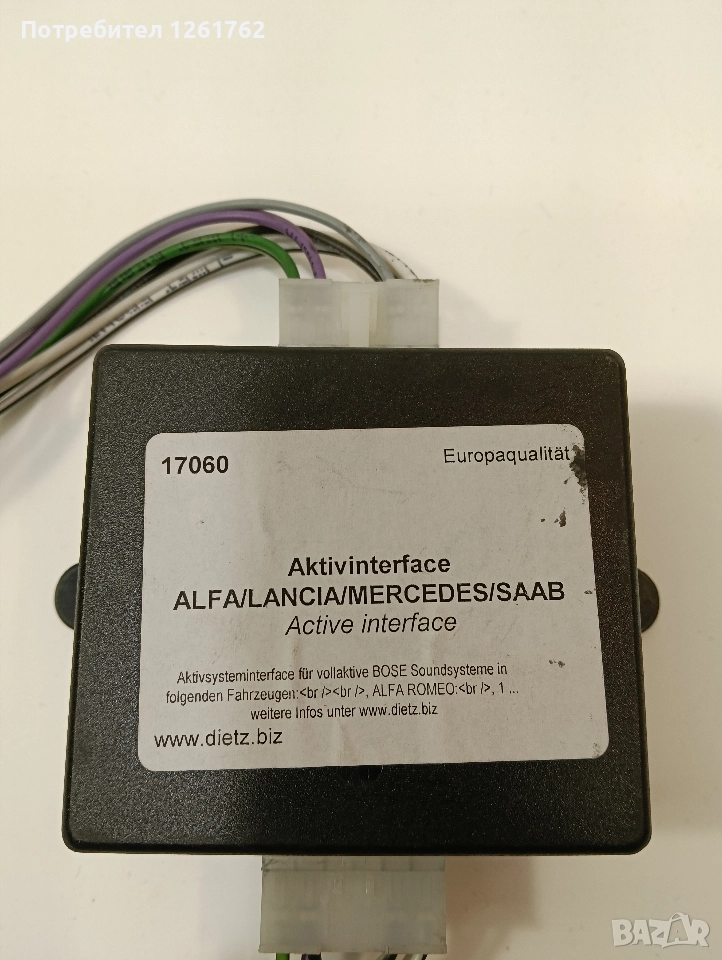 Потребител 1261762
17060
Europaqualität
Aktivinterface
ALFA/LANCIA/MERCEDES/SAAB
Active interface
Aktivsysteminterface für vollaktive BOSE Soundsysteme in
folgenden Fahrzeugen:<br /><br />, ALFA ROMEO:<br />, 1 ...
weitere Infos unter www.dietz.biz
www.dietz.biz
BAZAR